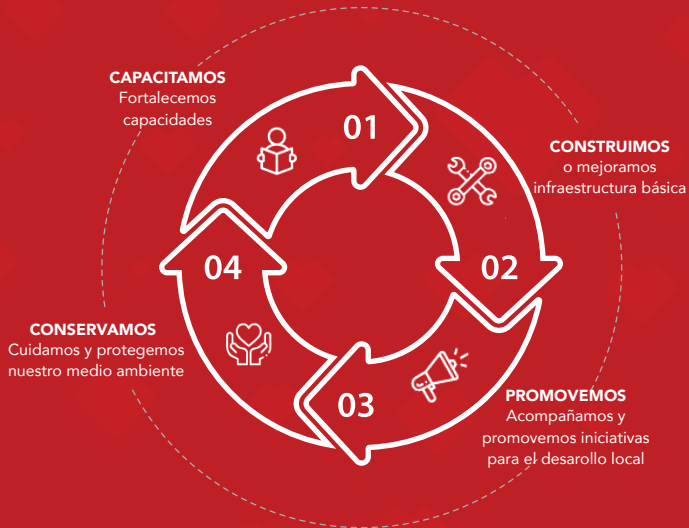 CAPACITAMOS
Fortalecemos
capacidades
01
CONSTRUIMOS
o mejoramos
infraestructura básica
02
PROMOVEMOS
Acompañamos y
promovemos iniciativas
para el desarollo local
03
CONSERVAMOS
Cuidamos y protegemos
nuestro medio ambiente
04